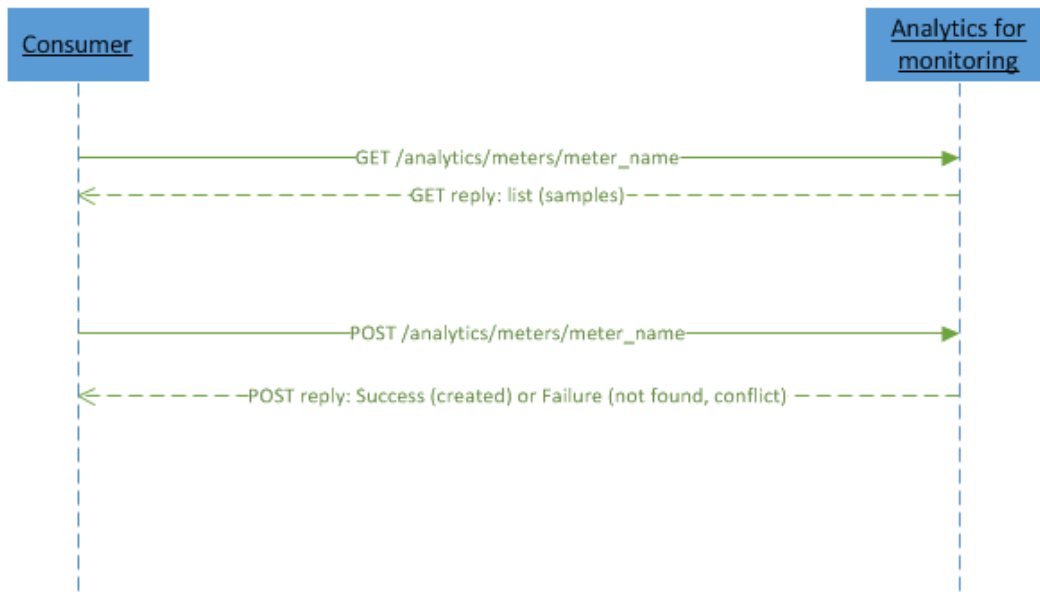 Consumer
Analytics for
monitoring
GET /analytics/meters/meter_name
GET reply: list (samples)
POST /analytics/meters/meter_name
POST reply: Success (created) or Failure (not found, conflict)